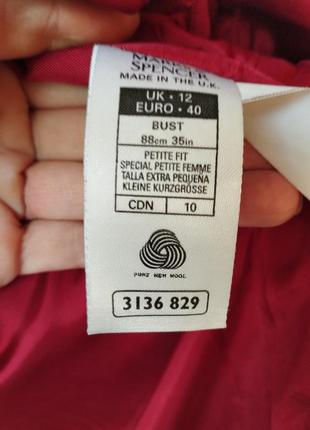 MARKS &
SPENCER
MADE IN THE U.K.
UK · 12
EURO · 40
BUST
88cm 35in
PETITE FIT
SPECIAL PETITE FEMME
TALLA EXTRA PEQUEÑA
KLEINE KURZGRÖSSE
CDN 10
PURE NEW WOOL
3136 829